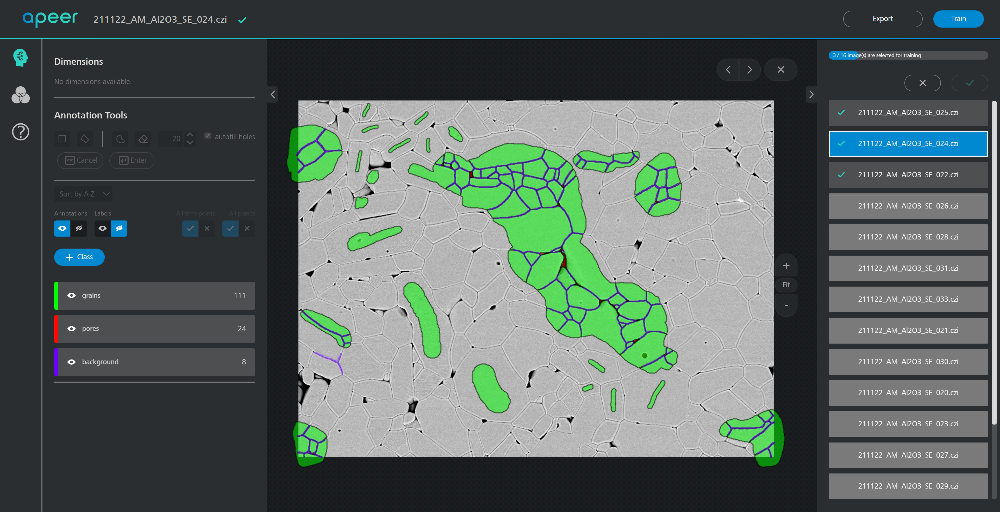 apeer
211122_AM_Al2O3_SE_024.czi
Export
Train
Dimensions
No dimensions available.
Annotation Tools
20
autofill holes
esc Cancel
Enter
Sort by A-Z
Annotations
Labels
All time points
All planes
+ Class
grains 111
pores 24
background 8
+
Fit
-
3 / 16 image(s) are selected for training
211122_AM_Al2O3_SE_025.czi
211122_AM_Al2O3_SE_024.czi
211122_AM_Al2O3_SE_022.czi
211122_AM_Al2O3_SE_026.czi
211122_AM_Al2O3_SE_028.czi
211122_AM_Al2O3_SE_031.czi
211122_AM_Al2O3_SE_033.czi
211122_AM_Al2O3_SE_021.czi
211122_AM_Al2O3_SE_030.czi
211122_AM_Al2O3_SE_020.czi
211122_AM_Al2O3_SE_023.czi
211122_AM_Al2O3_SE_027.czi
211122_AM_Al2O3_SE_029.czi